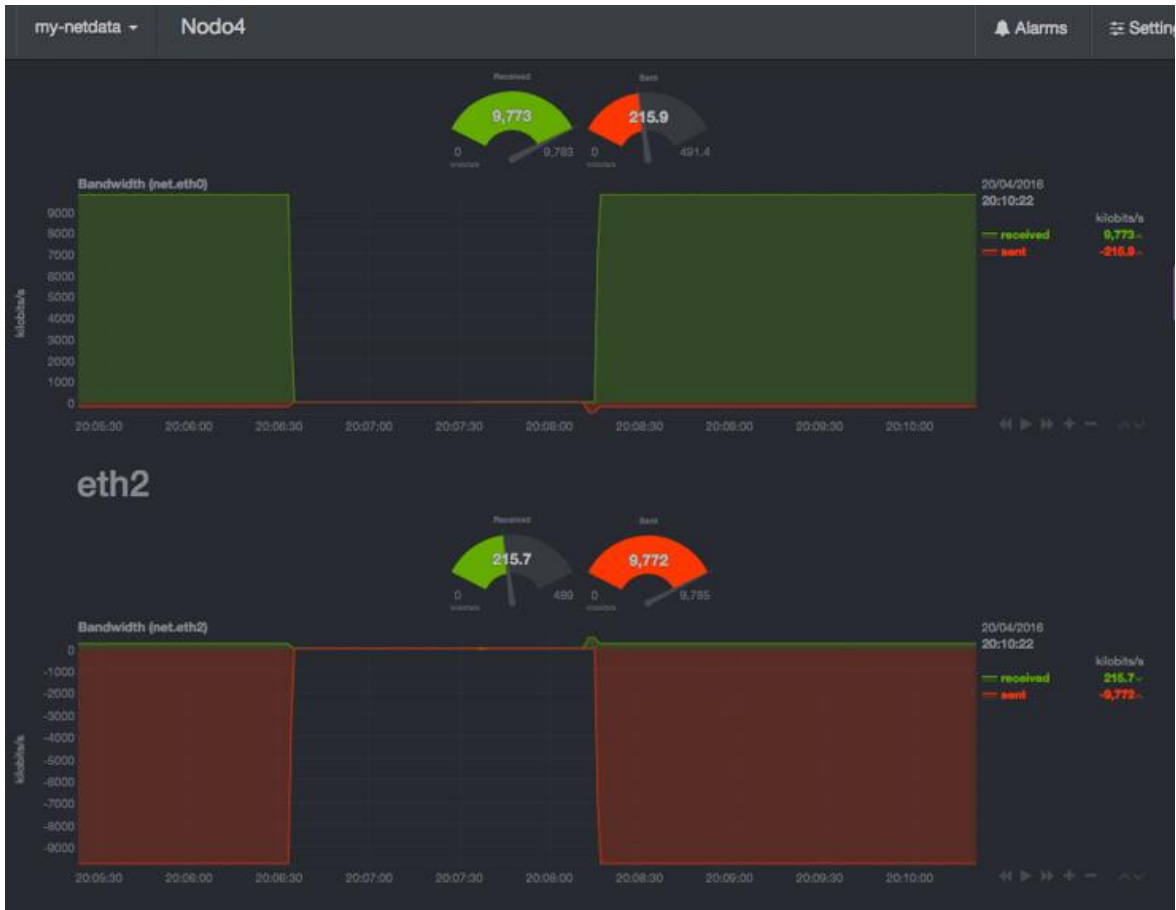 my-netdata Nodo4 Alarms Setting
Received Sent
9,773 215.9
0 9,783 0 491.4
kilobits/s kilobits/s
Bandwidth (net.eth0) 20/04/2016
20:10:22
kilobits/s
received 9,773
sent -215.9
9000
8000
7000
6000
5000
4000
3000
2000
1000
0
kilobits/s
20:05:30 20:06:00 20:06:30 20:07:00 20:07:30 20:08:00 20:08:30 20:09:00 20:09:30 20:10:00
eth2
Received Sent
215.7 9,772
0 489 0 9,785
kilobits/s kilobits/s
Bandwidth (net.eth2) 20/04/2016
20:10:22
kilobits/s
received 215.7
sent -9,772
0
-1000
-2000
-3000
-4000
-5000
-6000
-7000
-8000
-9000
kilobits/s
20:05:30 20:06:00 20:06:30 20:07:00 20:07:30 20:08:00 20:08:30 20:09:00 20:09:30 20:10:00